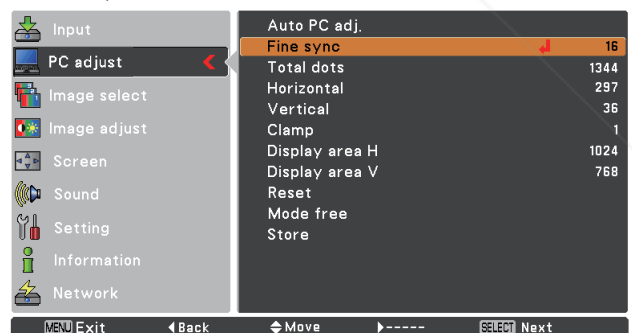 Input
PC adjust
Image select
Image adjust
Screen
Sound
Setting
Information
Network
Auto PC adj.
Fine sync 16
Total dots 1344
Horizontal 297
Vertical 36
Clamp 1
Display area H 1024
Display area V 768
Reset
Mode free
Store
MENU Exit Back Move ----- SELECT Next